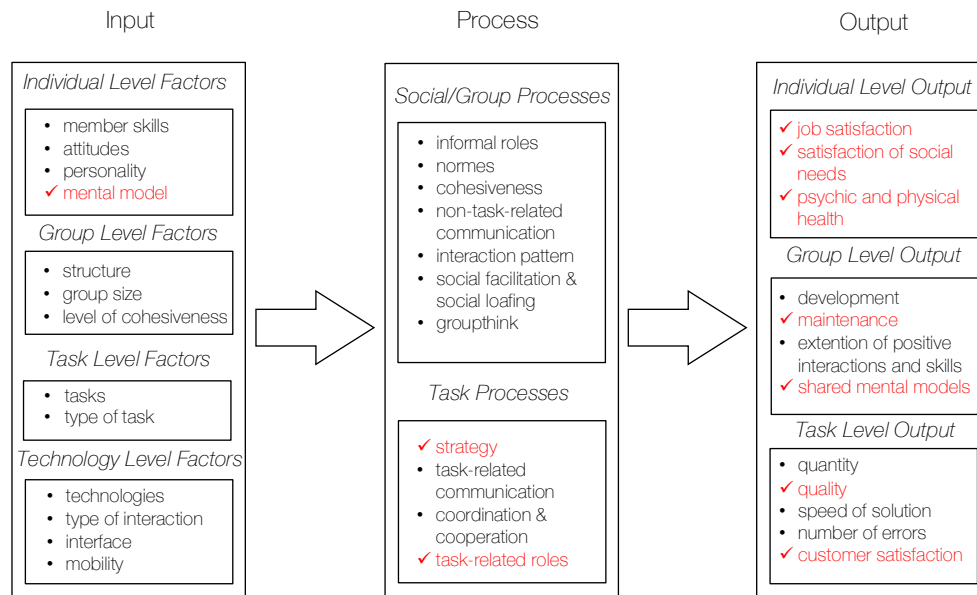 Input
Individual Level Factors
• member skills
• attitudes
• personality
✓ mental model
Group Level Factors
• structure
• group size
• level of cohesiveness
Task Level Factors
• tasks
• type of task
Technology Level Factors
• technologies
• type of interaction
• interface
• mobility
Process
Social/Group Processes
• informal roles
• normes
• cohesiveness
• non-task-related
communication
• interaction pattern
• social facilitation &
social loafing
• groupthink
Task Processes
✓ strategy
• task-related
communication
• coordination &
cooperation
✓ task-related roles
Output
Individual Level Output
✓ job satisfaction
✓ satisfaction of social
needs
✓ psychic and physical
health
Group Level Output
• development
✓ maintenance
• extention of positive
interactions and skills
✓ shared mental models
Task Level Output
• quantity
✓ quality
• speed of solution
• number of errors
✓ customer satisfaction